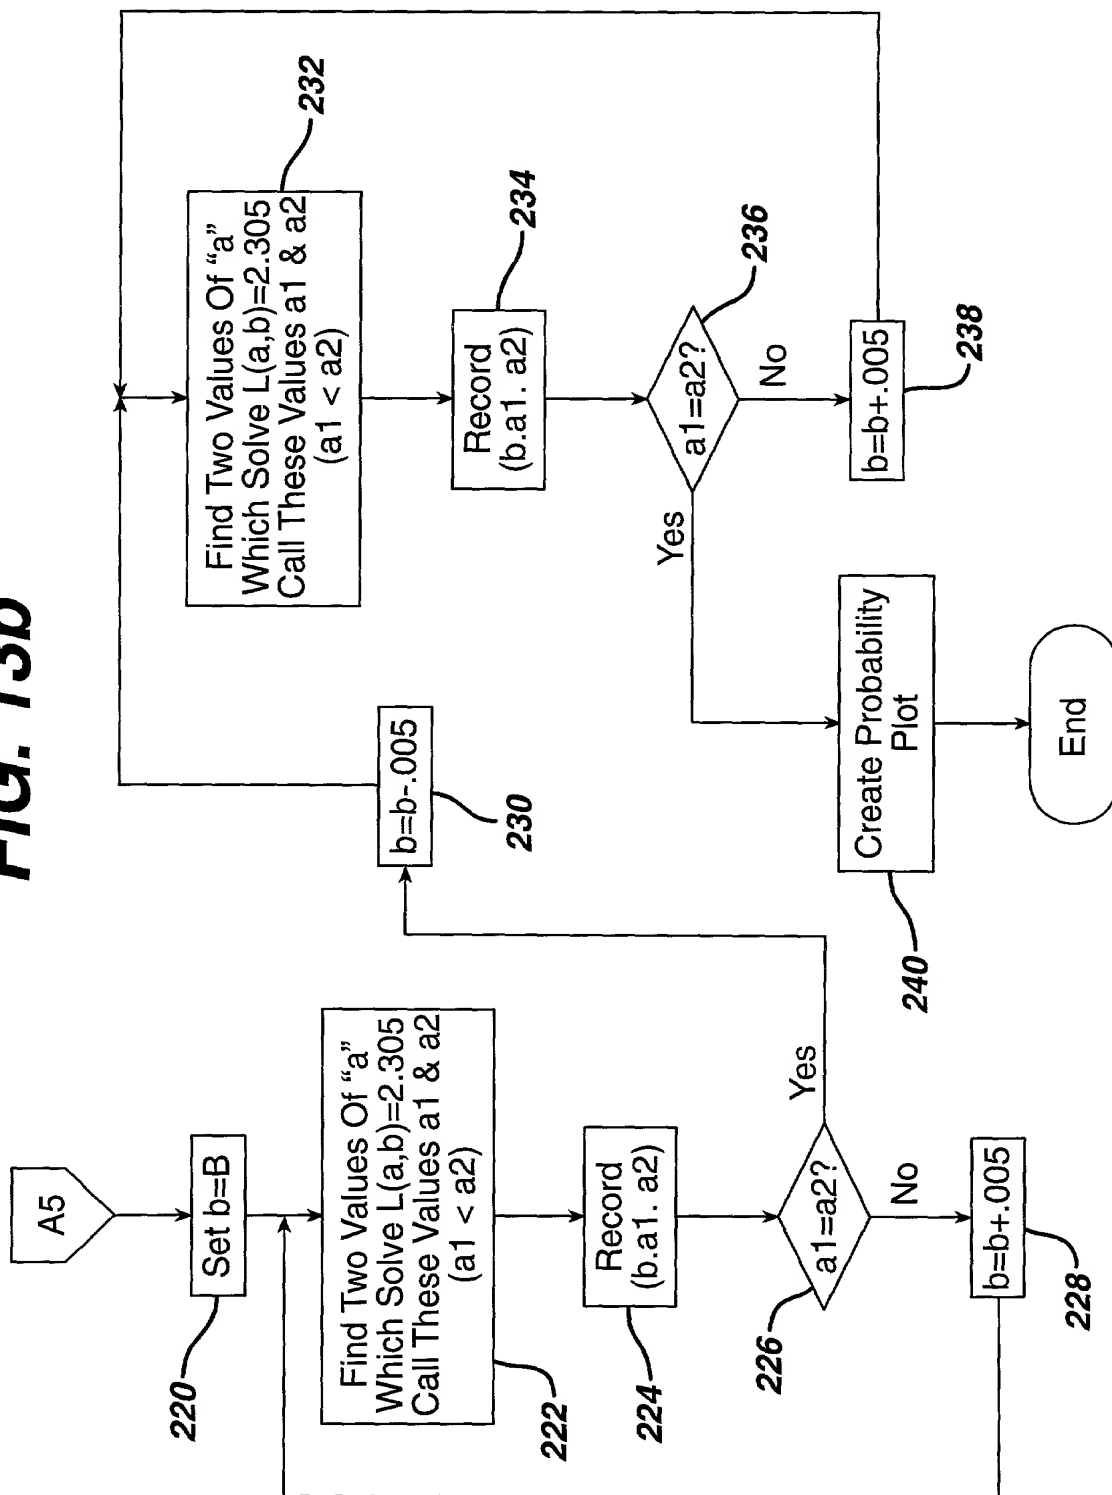 FIG. 13b
A5
Set b=B
220
Find Two Values Of “a”
Which Solve L(a,b)=2.305
Call These Values a1 & a2
(a1 < a2)
222
Record
(b.a1. a2)
224
a1=a2?
226
Yes
No
b=b+.005
228
b=b-.005
230
Find Two Values Of “a”
Which Solve L(a,b)=2.305
Call These Values a1 & a2
(a1 < a2)
232
Record
(b.a1. a2)
234
a1=a2?
236
Yes
No
b=b+.005
238
Create Probability
Plot
240
End